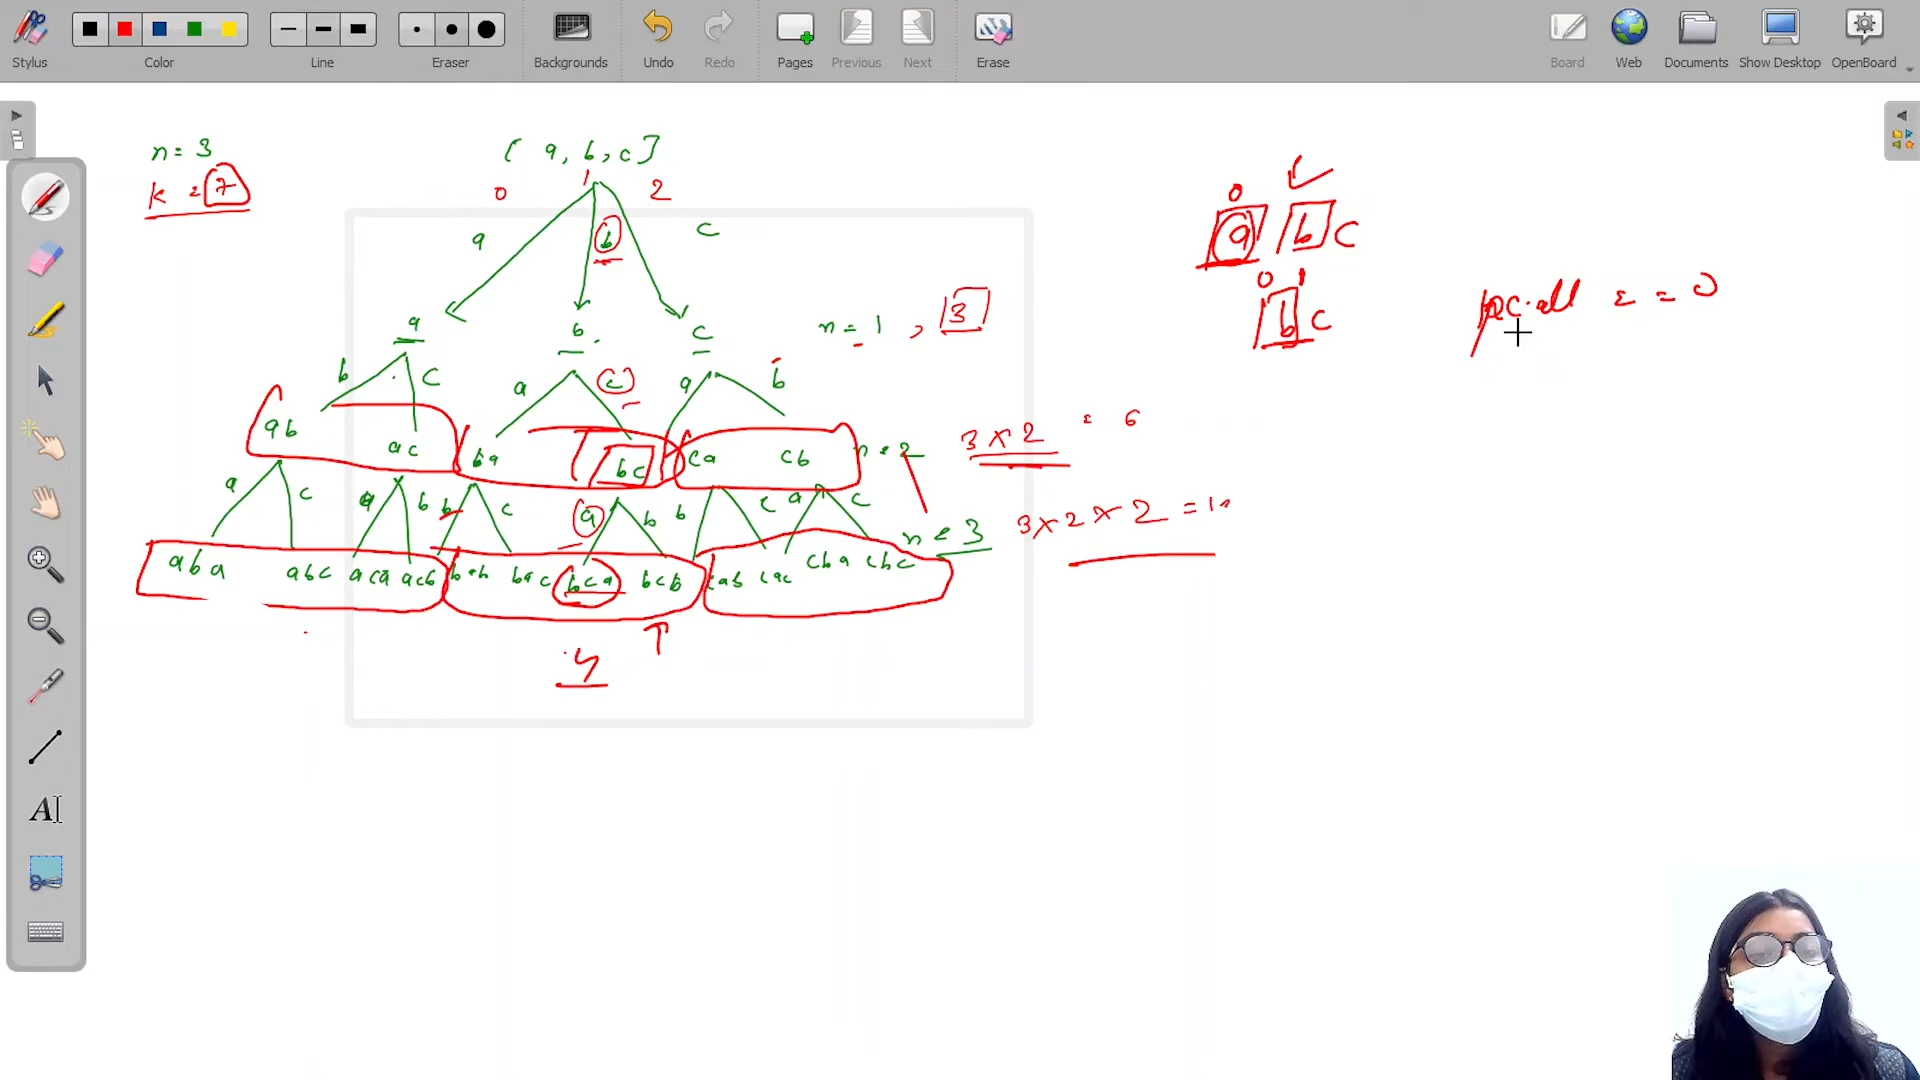 Stylus Color Line Eraser Backgrounds Undo Redo Pages Previous Next Erase Board Web Documents Show Desktop OpenBoard
n = 3
k = 7
[ a, b, c ]
0 1 2
a b c
a b c
n = 1 , 3
b c a c a b
ab ac ba bc ca cb n = 2
3 x 2 = 6
a c a b b c a b b c a c
aba abc aca acb bab bac bca bcb cab cac cba cbc
n = 3
3 x 2 x 2 =
4
0
a b c
0 1
b c
= 0
AI